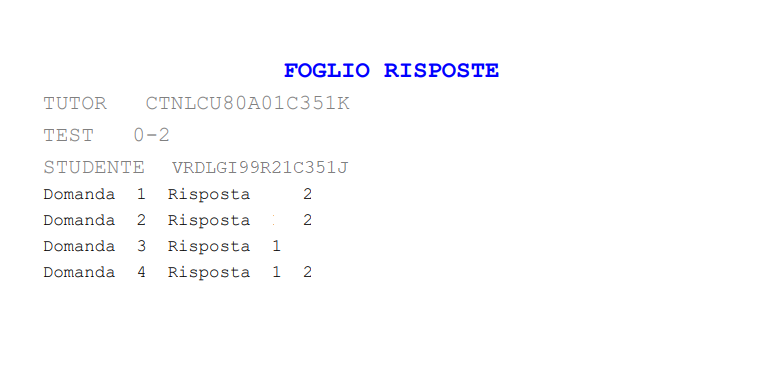 FOGLIO RISPOSTE
TUTOR CTNLCU80A01C351K
TEST 0-2
STUDENTE VRDLGI99R21C351J
Domanda 1 Risposta 2
Domanda 2 Risposta 2
Domanda 3 Risposta 1
Domanda 4 Risposta 1 2